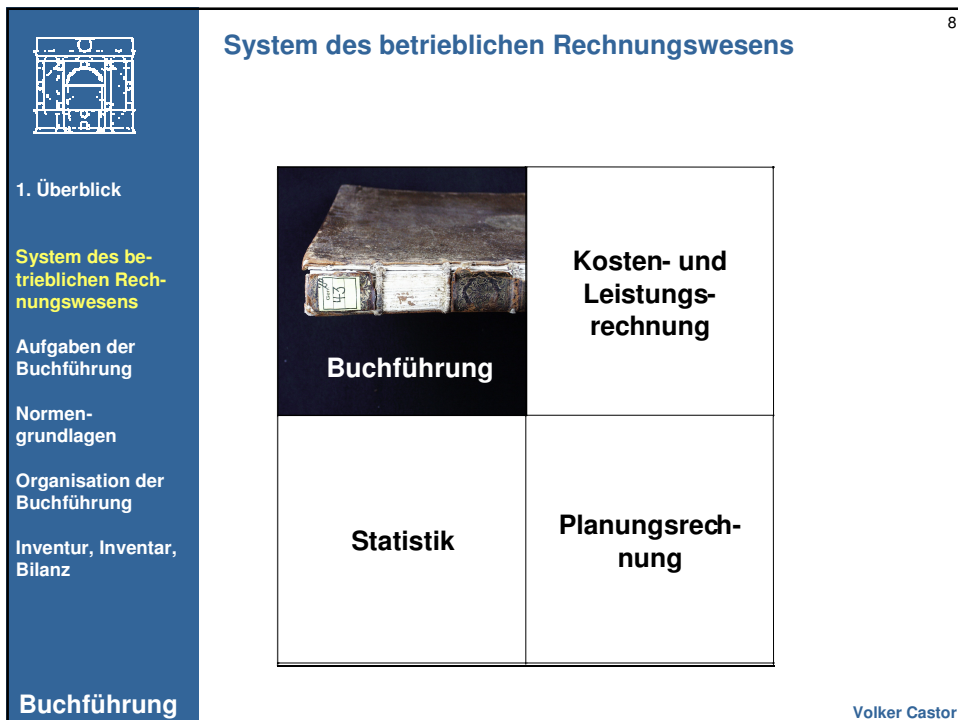 8
System des betrieblichen Rechnungswesens
1. Überblick
System des be-
trieblichen Rech-
nungswesens
Aufgaben der
Buchführung
Normen-
grundlagen
Organisation der
Buchführung
Inventur, Inventar,
Bilanz
Buchführung
43
Buchführung
Kosten- und
Leistungs-
rechnung
Statistik
Planungsrech-
nung
Volker Castor